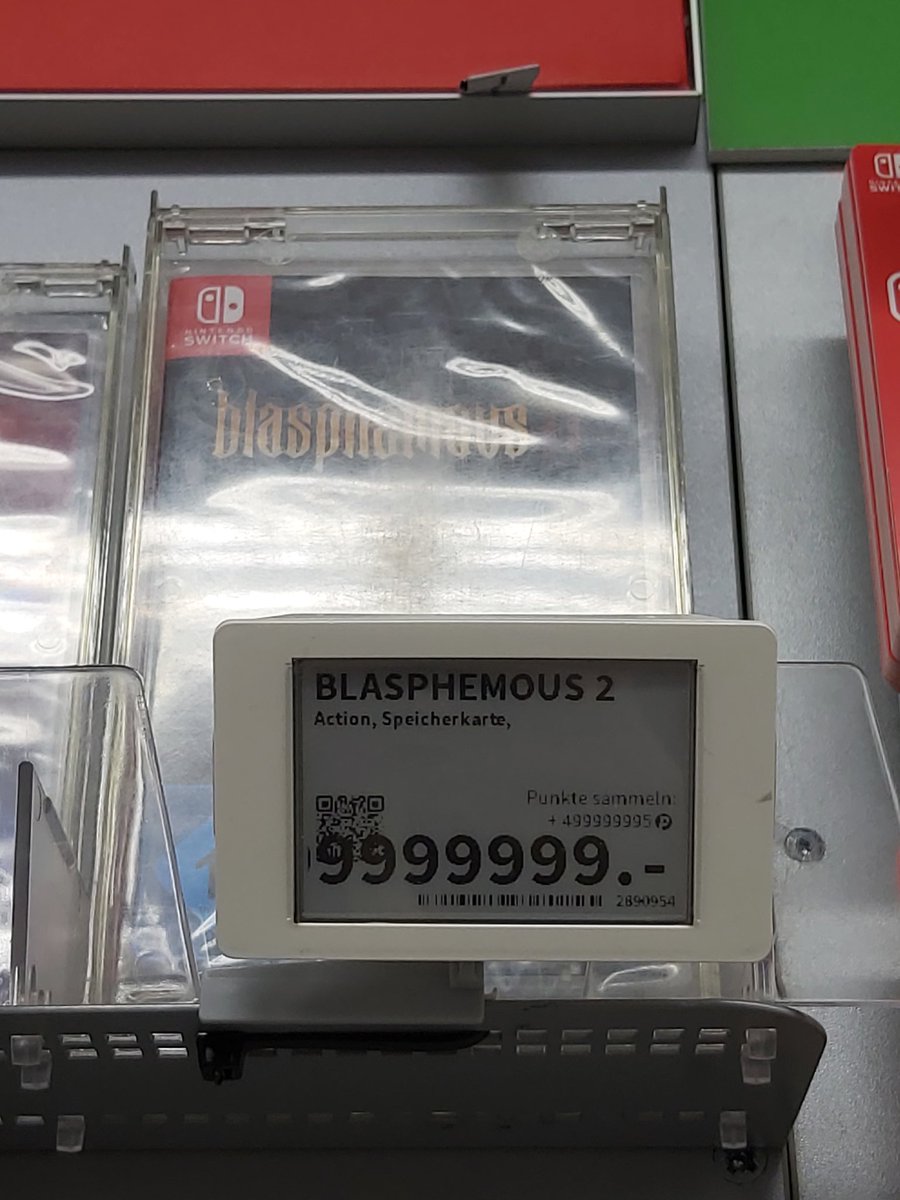 NINTENDO
SWITCH
blasphemous
BLASPHEMOUS 2
Action, Speicherkarte,
Punkte sammeln:
+ 499999995 P
9999999.-
2890954